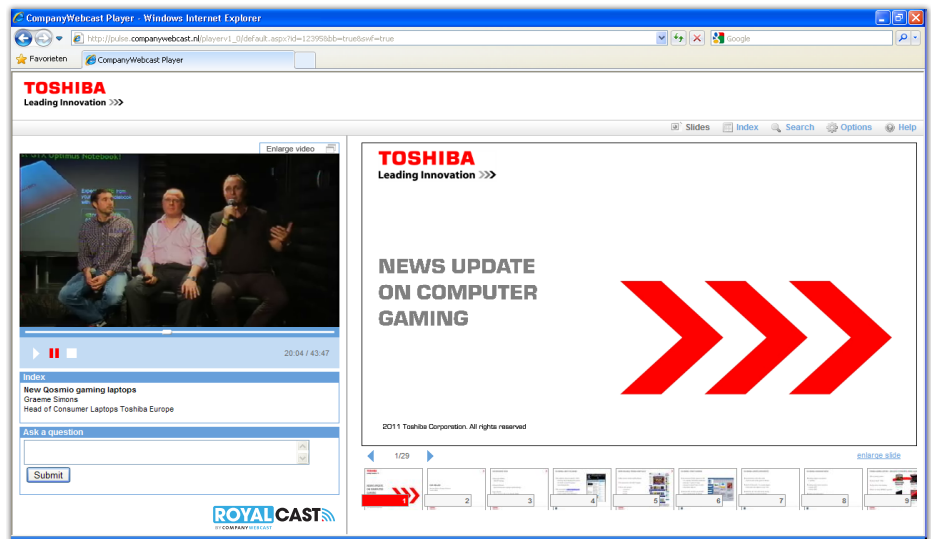 CompanyWebcast Player - Windows Internet Explorer
http://pulse.companywebcast.nl/playerv1_0/default.aspx?id=12395&bb=true&swf=true
Google
Favorieten
CompanyWebcast Player
TOSHIBA
Leading Innovation >>>
Slides Index Search Options Help
Enlarge video
20:04 / 43:47
Index
New Qosmio gaming laptops
Graeme Simons
Head of Consumer Laptops Toshiba Europe
Ask a question
Submit
ROYALCAST
BY COMPANYWEBCAST
TOSHIBA
Leading Innovation >>>
NEWS UPDATE
ON COMPUTER
GAMING
2011 Toshiba Corporation. All rights reserved
1/29
enlarge slide
1 2 3 4 5 6 7 8 9